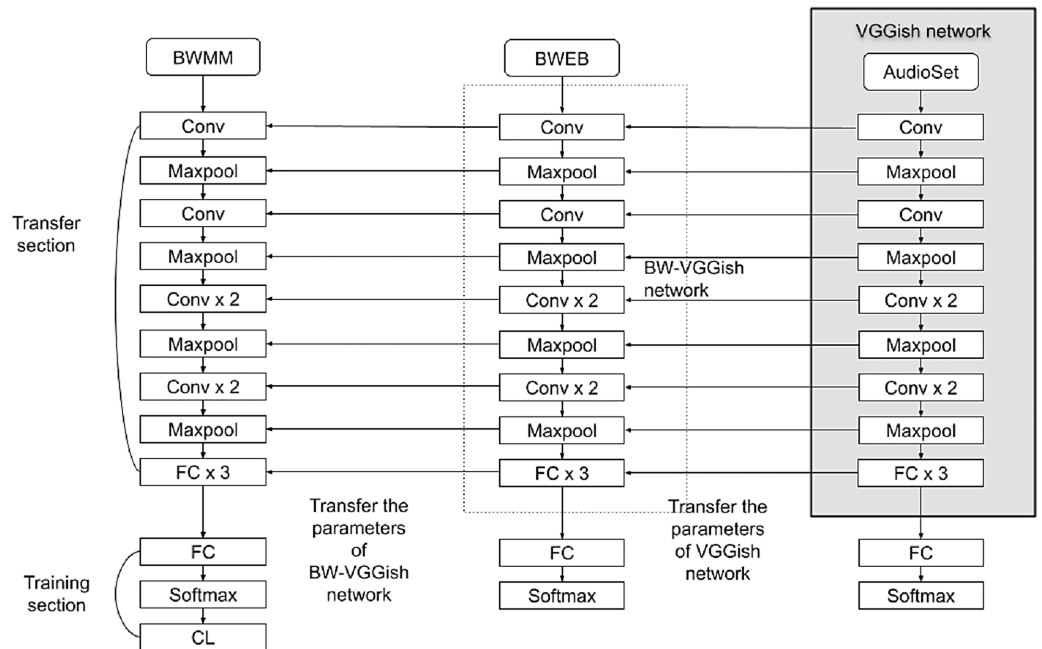 VGGish network
BWMM
BWEB
AudioSet
Conv
Conv
Conv
Maxpool
Maxpool
Maxpool
Transfer
section
Conv
Conv
Conv
Maxpool
Maxpool
Maxpool
BW-VGGish
network
Conv x 2
Conv x 2
Conv x 2
Maxpool
Maxpool
Maxpool
Conv x 2
Conv x 2
Conv x 2
Maxpool
Maxpool
Maxpool
FC x 3
FC x 3
FC x 3
Transfer the
parameters
of
BW-VGGish
network
Transfer the
parameters
of VGGish
network
FC
FC
FC
Training
section
Softmax
Softmax
Softmax
CL